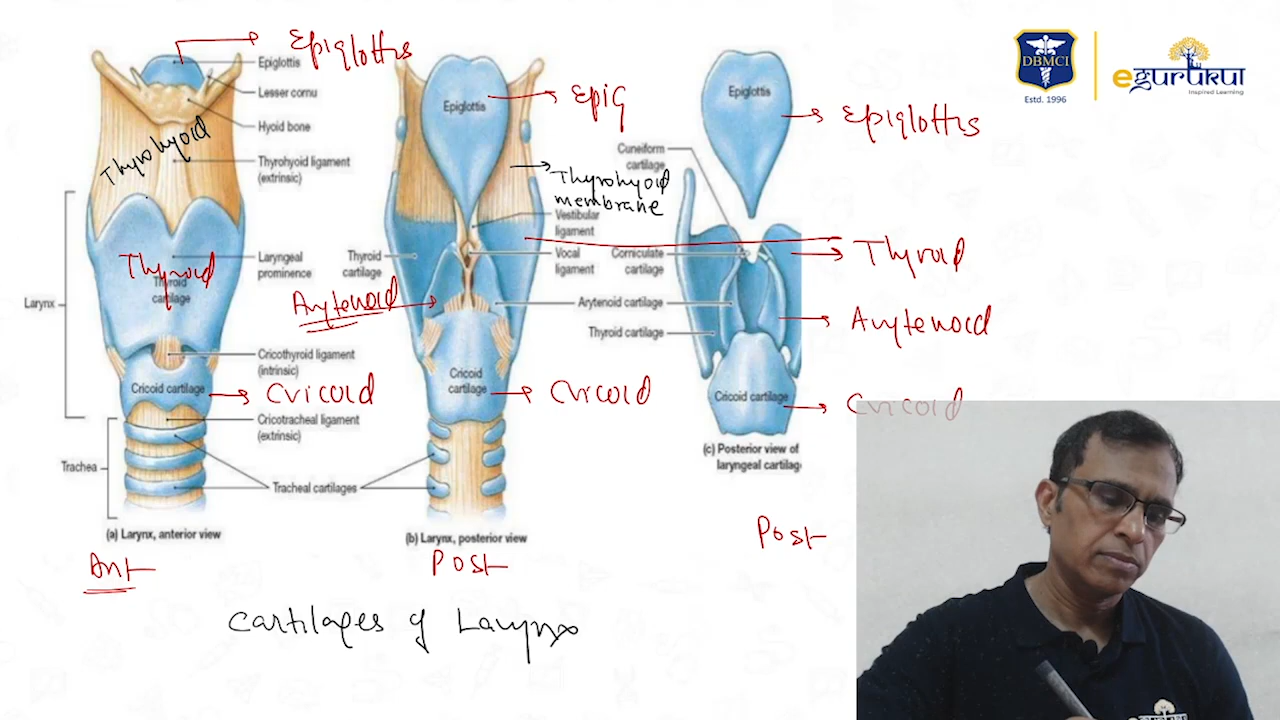 Epiglottis
Epiglottis
Lesser cornu
Hyoid bone
Thyrohyoid
Thyrohyoid ligament
(extrinsic)
Larynx
Thyroid
Thyroid
cartilage
Laryngeal
prominence
Cricothyroid ligament
(intrinsic)
Cricoid cartilage
Cricoid
Cricotracheal ligament
(extrinsic)
Trachea
Tracheal cartilages
(a) Larynx, anterior view
Ant
Epiglottis
Epig
Thyrohyoid
membrane
Vestibular
ligament
Thyroid
cartilage
Vocal
ligament
Arytenoid
Arytenoid cartilage
Cricoid
cartilage
Cricoid
(b) Larynx, posterior view
Post
Epiglottis
Epiglottis
Cuneiform
cartilage
Corniculate
cartilage
Thyroid
Thyroid cartilage
Arytenoid
Cricoid cartilage
Cricoid
(c) Posterior view of
laryngeal cartilag
Post
Cartilages of Larynx
DBMCI
Estd. 1996
egurukul
Inspired Learning